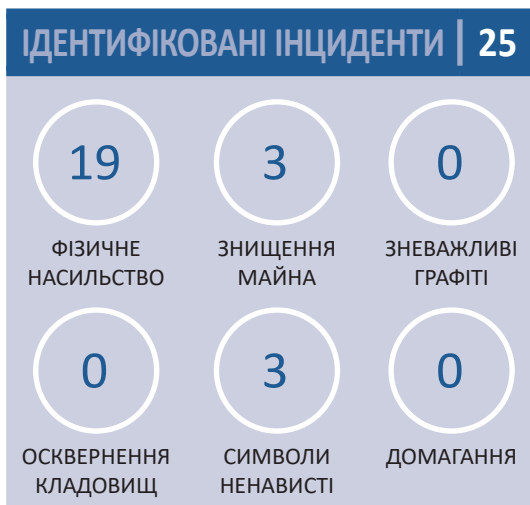 ІДЕНТИФІКОВАНІ ІНЦИДЕНТИ | 25
19 3 0
ФІЗИЧНЕ ЗНИЩЕННЯ ЗНЕВАЖЛИВІ
НАСИЛЬСТВО МАЙНА ГРАФІТІ
0 3 0
ОСКВЕРНЕННЯ СИМВОЛИ ДОМАГАННЯ
КЛАДОВИЩ НЕНАВИСТІ